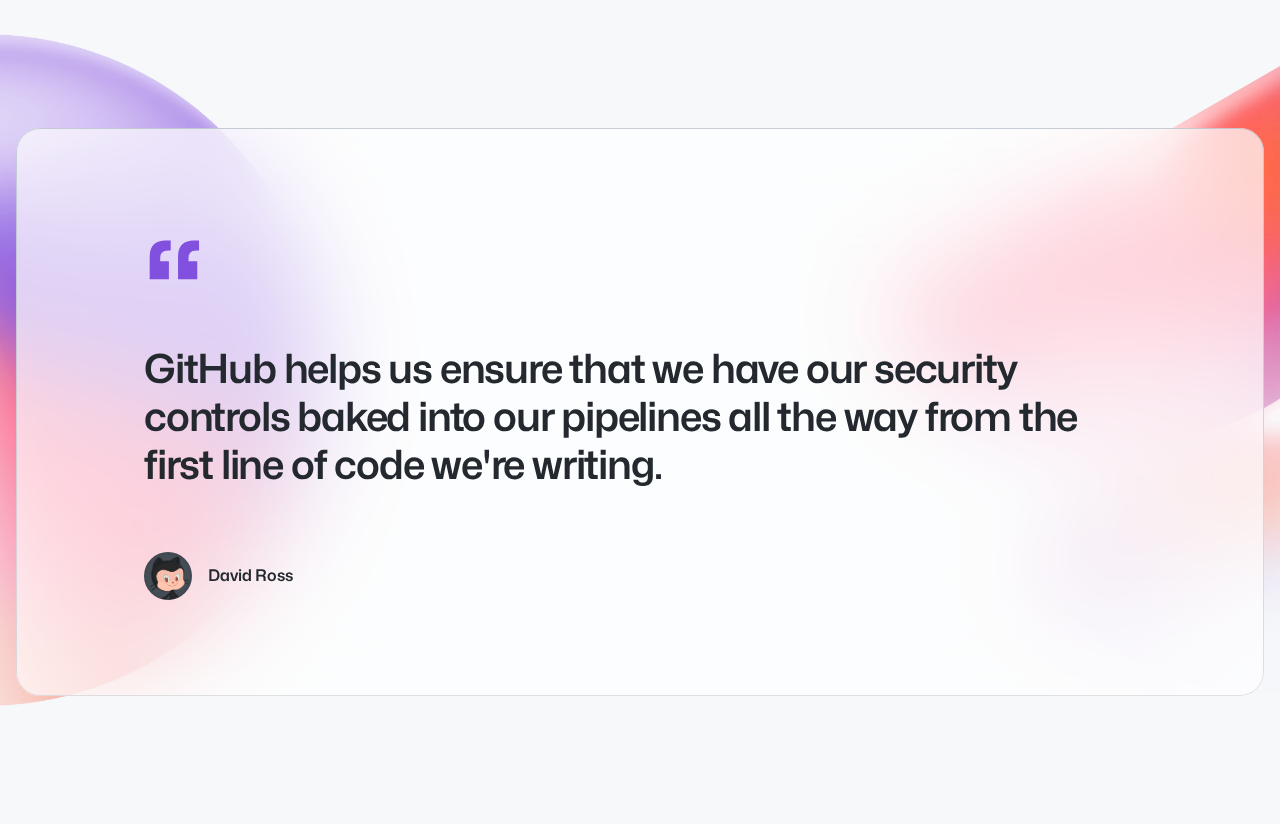 “
GitHub helps us ensure that we have our security
controls baked into our pipelines all the way from the
first line of code we're writing.
David Ross